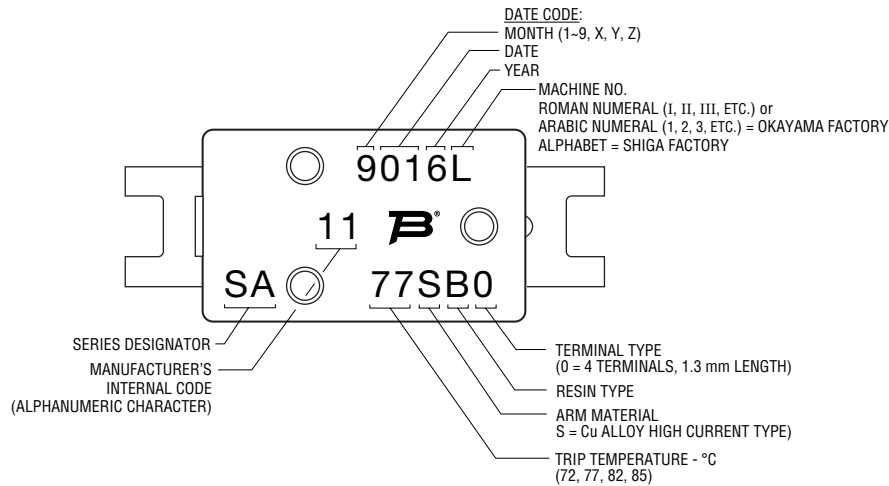 DATE CODE:
MONTH (1~9, X, Y, Z)
DATE
YEAR
MACHINE NO.
ROMAN NUMERAL (I, II, III, ETC.) or
ARABIC NUMERAL (1, 2, 3, ETC.) = OKAYAMA FACTORY
ALPHABET = SHIGA FACTORY
9016L
11 B®
SA 77SB0
SERIES DESIGNATOR
MANUFACTURER'S
INTERNAL CODE
(ALPHANUMERIC CHARACTER)
TERMINAL TYPE
(0 = 4 TERMINALS, 1.3 mm LENGTH)
RESIN TYPE
ARM MATERIAL
S = Cu ALLOY HIGH CURRENT TYPE)
TRIP TEMPERATURE - °C
(72, 77, 82, 85)